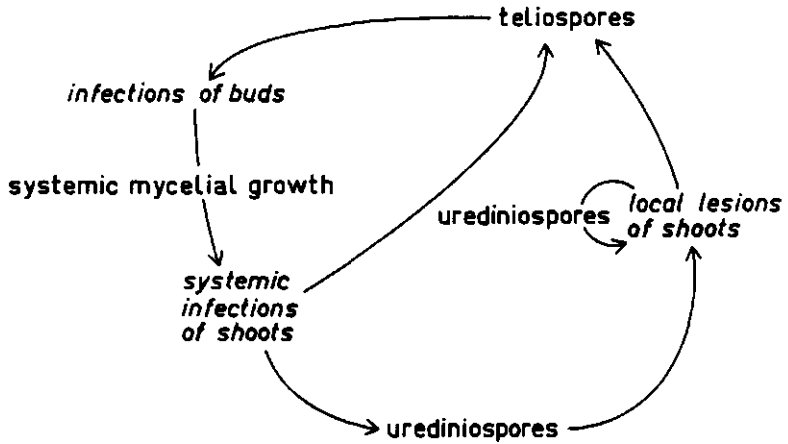 teliospores
infections of buds
systemic mycelial growth
urediniospores
local lesions
of shoots
systemic
infections
of shoots
urediniospores